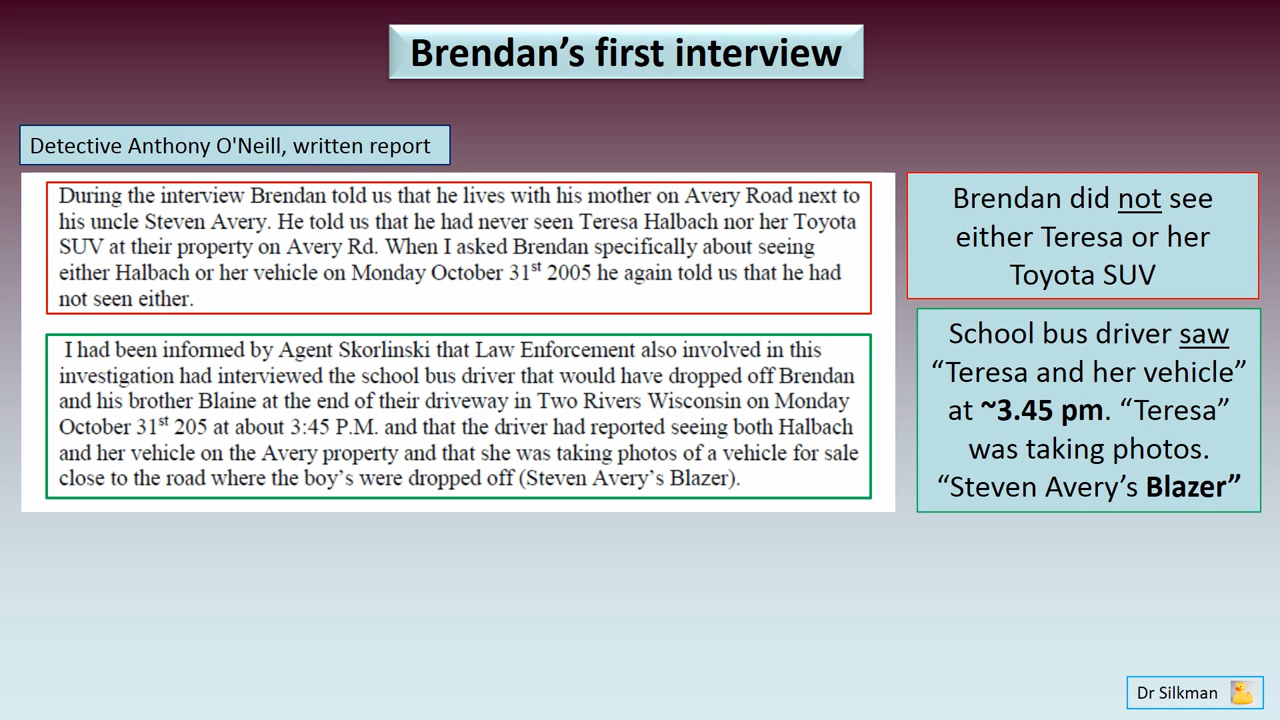 Brendan’s first interview
Detective Anthony O'Neill, written report
During the interview Brendan told us that he lives with his mother on Avery Road next to
his uncle Steven Avery. He told us that he had never seen Teresa Halbach nor her Toyota
SUV at their property on Avery Rd. When I asked Brendan specifically about seeing
either Halbach or her vehicle on Monday October 31st 2005 he again told us that he had
not seen either.
I had been informed by Agent Skorlinski that Law Enforcement also involved in this
investigation had interviewed the school bus driver that would have dropped off Brendan
and his brother Blaine at the end of their driveway in Two Rivers Wisconsin on Monday
October 31st 205 at about 3:45 P.M. and that the driver had reported seeing both Halbach
and her vehicle on the Avery property and that she was taking photos of a vehicle for sale
close to the road where the boy’s were dropped off (Steven Avery’s Blazer).
Brendan did not see
either Teresa or her
Toyota SUV
School bus driver saw
“Teresa and her vehicle”
at ~3.45 pm. “Teresa”
was taking photos.
“Steven Avery’s Blazer”
Dr Silkman